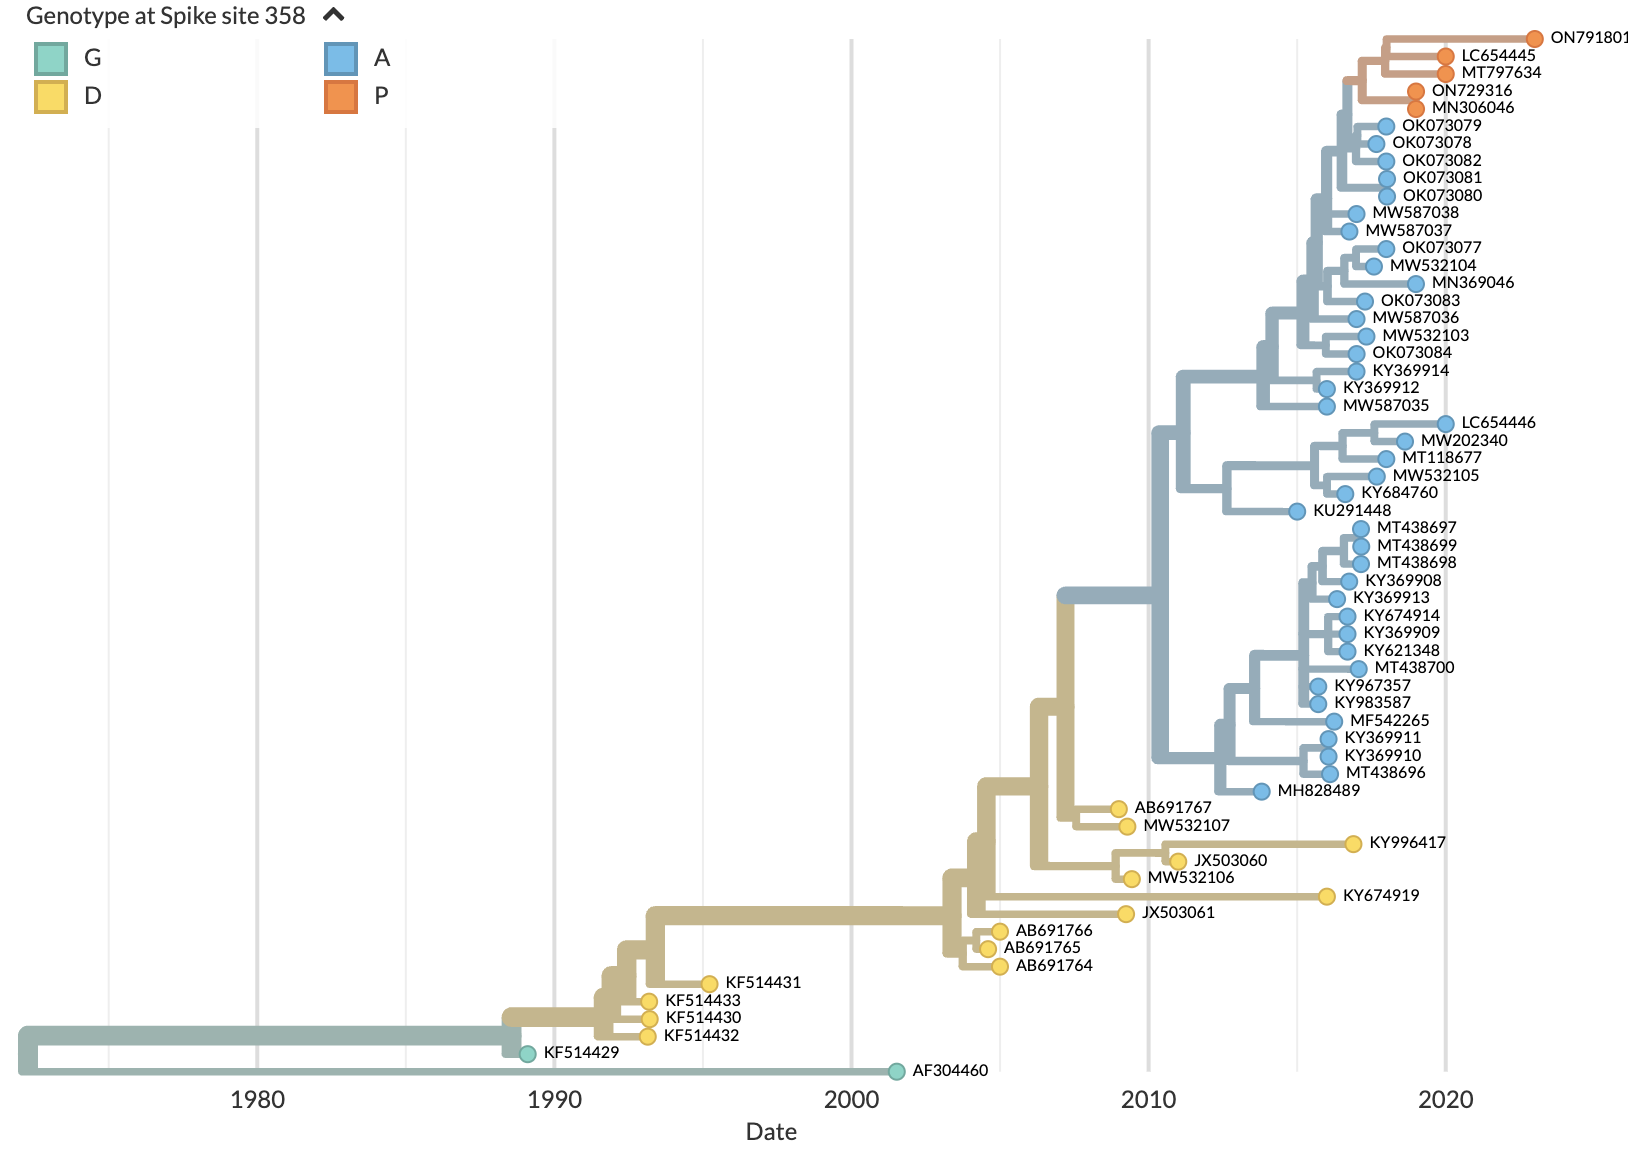 Genotype at Spike site 358
G A
D P
ON791801
LC654445
MT797634
ON729316
MN306046
OK073079
OK073078
OK073082
OK073081
OK073080
MW587038
MW587037
OK073077
MW532104
MN369046
OK073083
MW587036
MW532103
OK073084
KY369914
KY369912
MW587035
LC654446
MW202340
MT118677
MW532105
KY684760
KU291448
MT438697
MT438699
MT438698
KY369908
KY369913
KY674914
KY369909
KY621348
MT438700
KY967357
KY983587
MF542265
KY369911
KY369910
MT438696
MH828489
AB691767
MW532107
KY996417
JX503060
MW532106
KY674919
JX503061
AB691766
AB691765
AB691764
KF514431
KF514433
KF514430
KF514432
KF514429
AF304460
1980 1990 2000 2010 2020
Date